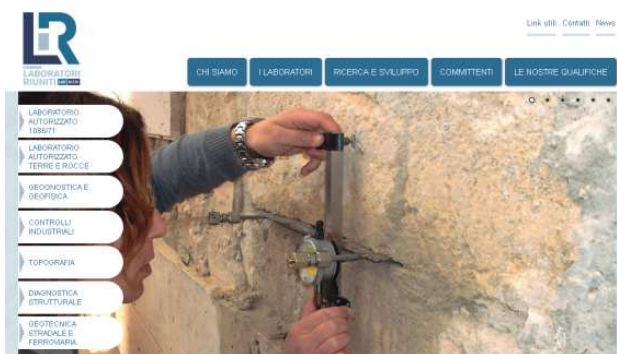 Link utili Contatti News
LR
LABORATORI
RIUNITI
CHI SIAMO I LABORATORI RICERCA E SVILUPPO COMMITTENTI LE NOSTRE QUALIFICHE
LABORATORIO
AUTORIZZATO
1086/71
LABORATORIO
AUTORIZZATO
TERRE E ROCCE
GEOGNOSTICA E
GEOFISICA
CONTROLLI
INDUSTRIALI
TOPOGRAFIA
DIAGNOSTICA
STRUTTURALE
GEOTECNICA
STRADALE E
FERROVIARIA